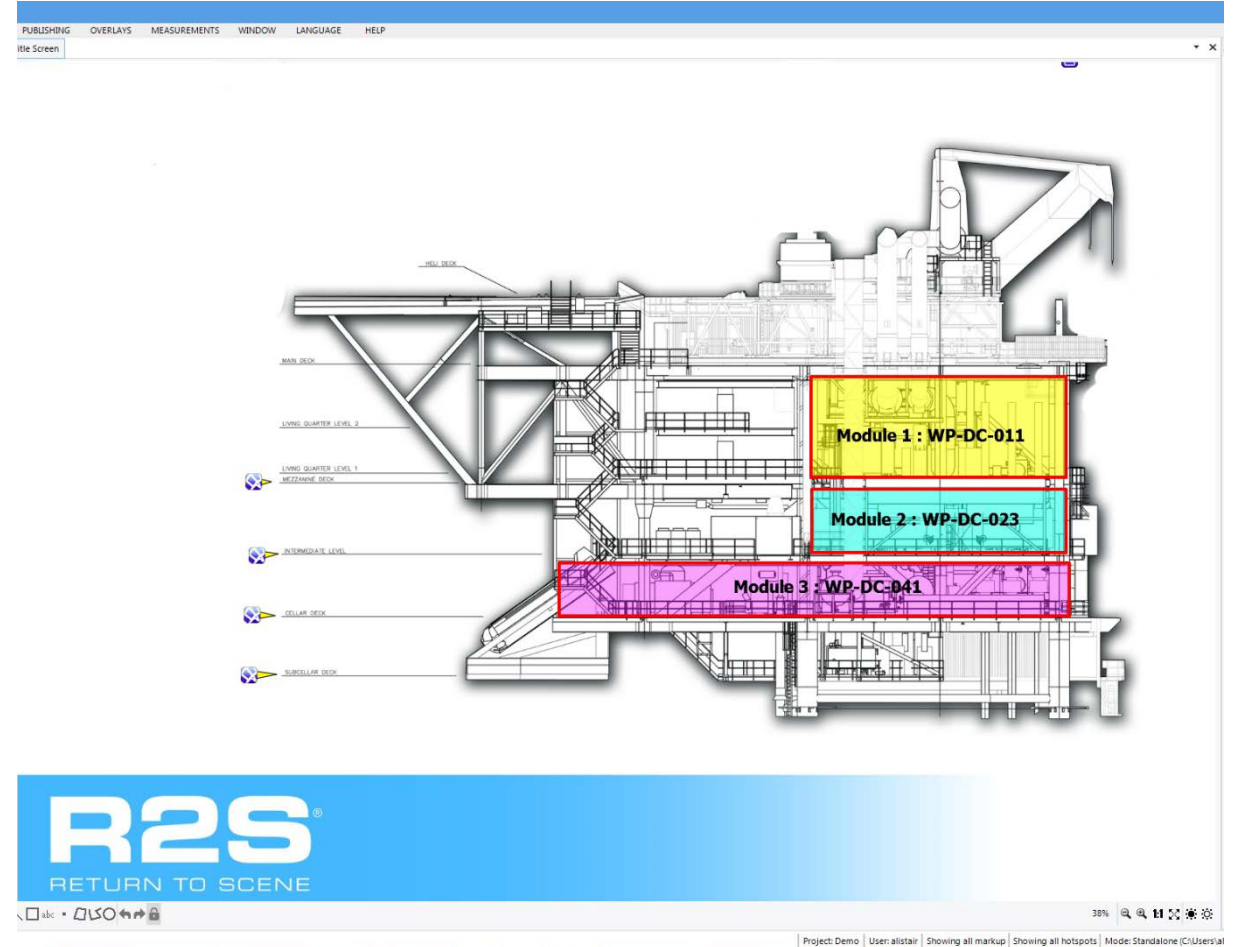 PUBLISHING OVERLAYS MEASUREMENTS WINDOW LANGUAGE HELP
itle Screen
HELI DECK
MAIN DECK
Module 1 : WP-DC-011
LIVING QUARTER LEVEL 2
LIVING QUARTER LEVEL 1
MEZZANINE DECK
Module 2 : WP-DC-023
INTERMEDIATE LEVEL
Module 3 : WP-DC-041
CELLAR DECK
SUBCELLAR DECK
R2S®
RETURN TO SCENE
abc
38%
1:1
Project: Demo User: alistair Showing all markup Showing all hotspots Mode: Standalone (C:\Users\al